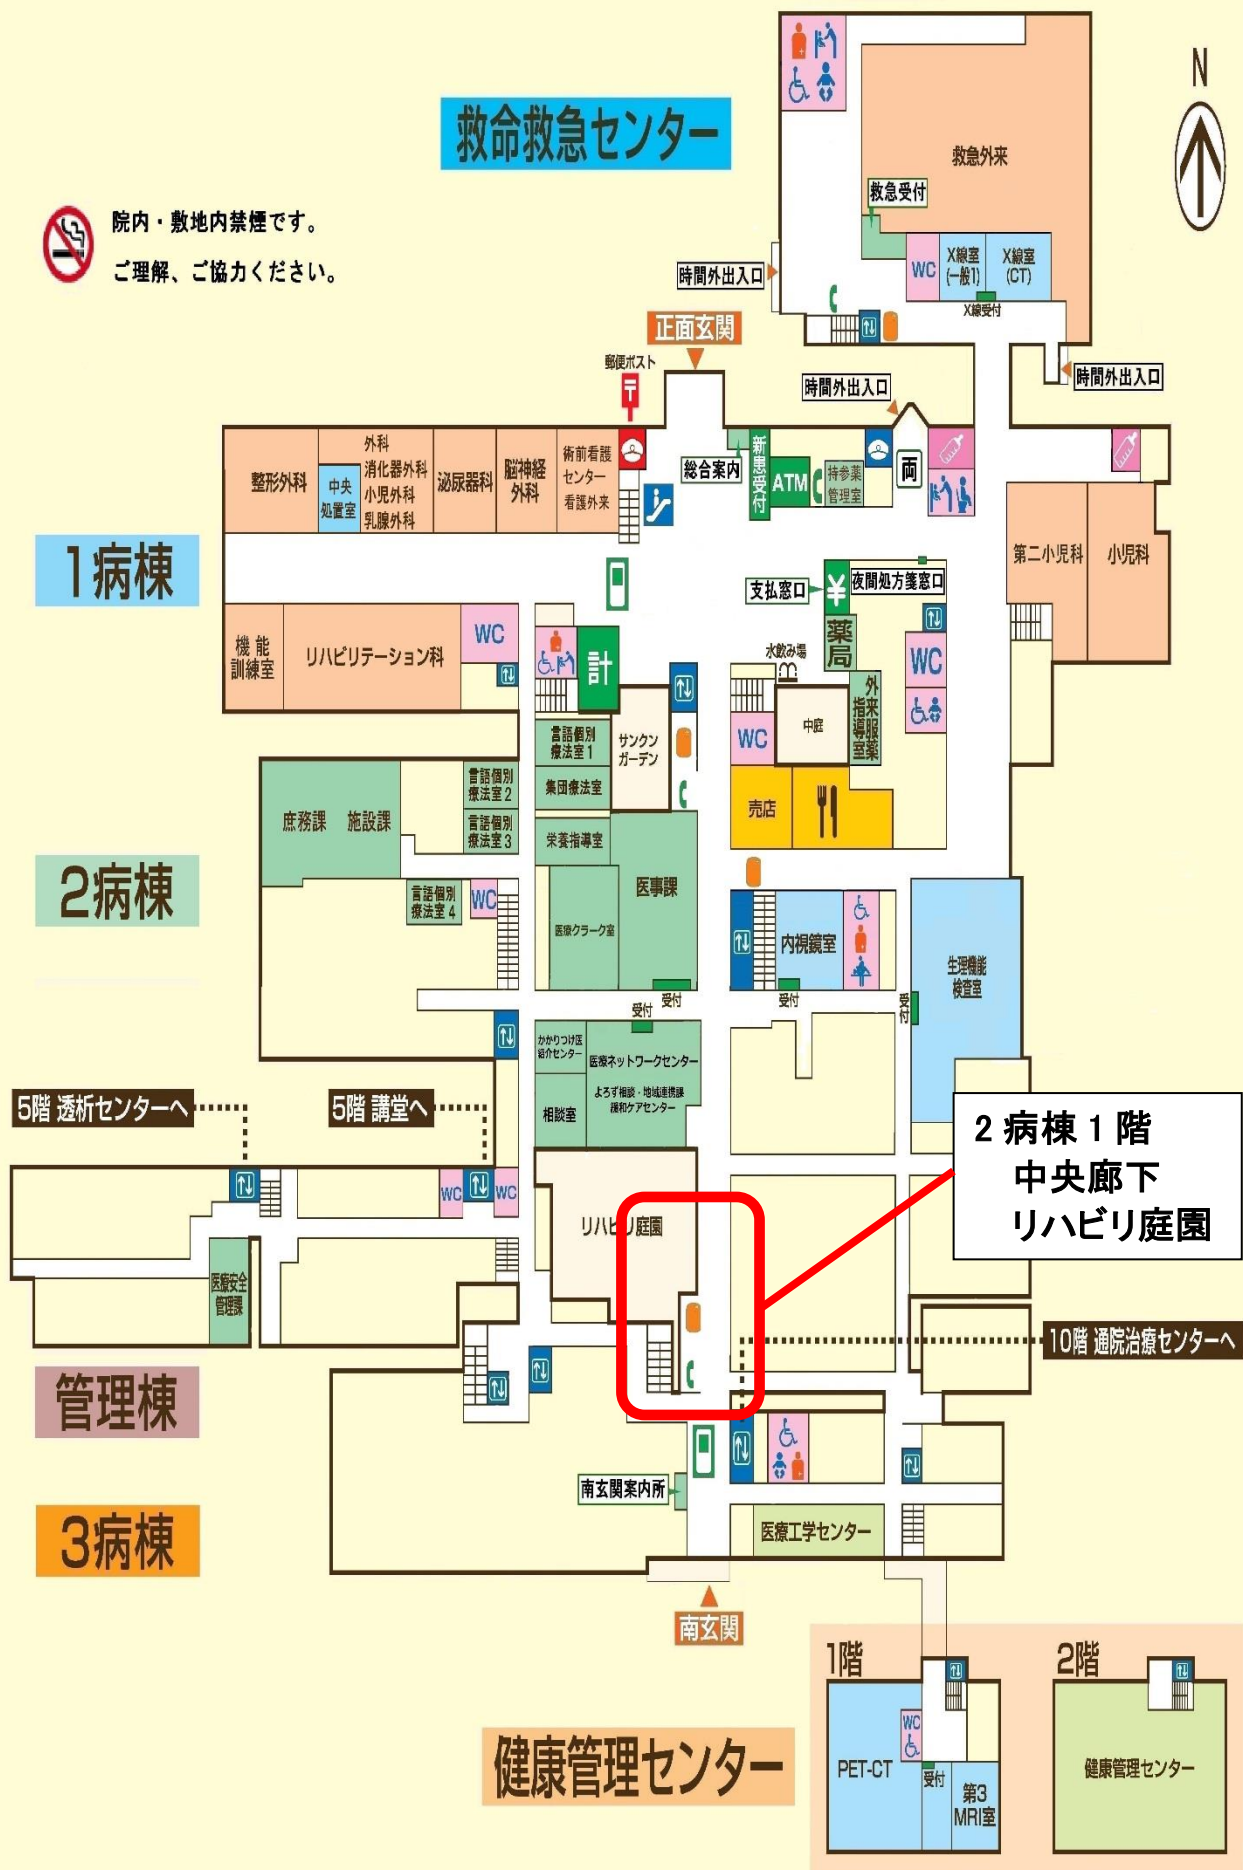 N
救命救急センター
救急外来
救急受付
院内・敷地内禁煙です。
ご理解、ご協力ください。
時間外出入口
WC
X線室
(一般1)
X線室
(CT)
X線受付
正面玄関
郵便ポスト
時間外出入口
時間外出入口
整形外科
中央
処置室
外科
消化器外科
小児外科
乳腺外科
泌尿器科
脳神経
外科
術前看護
センター
看護外来
総合案内
新患受付
ATM
持参薬
管理室
両
1病棟
第二小児科
小児科
支払窓口
¥
夜間処方箋窓口
機能
訓練室
リハビリテーション科
WC
計
水飲み場
薬局
WC
サンクン
ガーデン
WC
中庭
外来服薬
指導室
言語個別
療法室1
集団療法室
言語個別
療法室2
言語個別
療法室3
庶務課 施設課
売店
栄養指導室
医事課
2病棟
言語個別
療法室4
WC
医療クラーク室
内視鏡室
生理機能
検査室
受付
受付
受付
受付
かかりつけ医
紹介センター
医療ネットワークセンター
よろず相談・地域連携課
緩和ケアセンター
相談室
5階 透析センターへ
5階 講堂へ
2病棟1階
中央廊下
リハビリ庭園
WC
WC
リハビリ庭園
医療安全
管理課
10階 通院治療センターへ
管理棟
南玄関案内所
3病棟
医療工学センター
南玄関
1階
2階
健康管理センター
WC
PET-CT
受付
第3
MRI室
健康管理センター